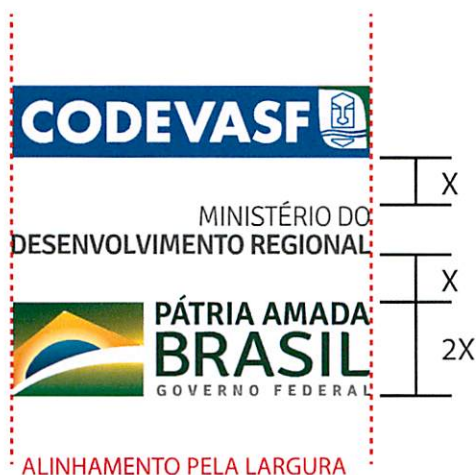 CODEVASF
X
MINISTÉRIO DO
DESENVOLVIMENTO REGIONAL
X
PÁTRIA AMADA
BRASIL
2X
GOVERNO FEDERAL
ALINHAMENTO PELA LARGURA